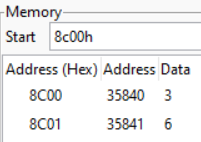 Memory
Start 8c00h
Address (Hex) Address Data
8C00 35840 3
8C01 35841 6